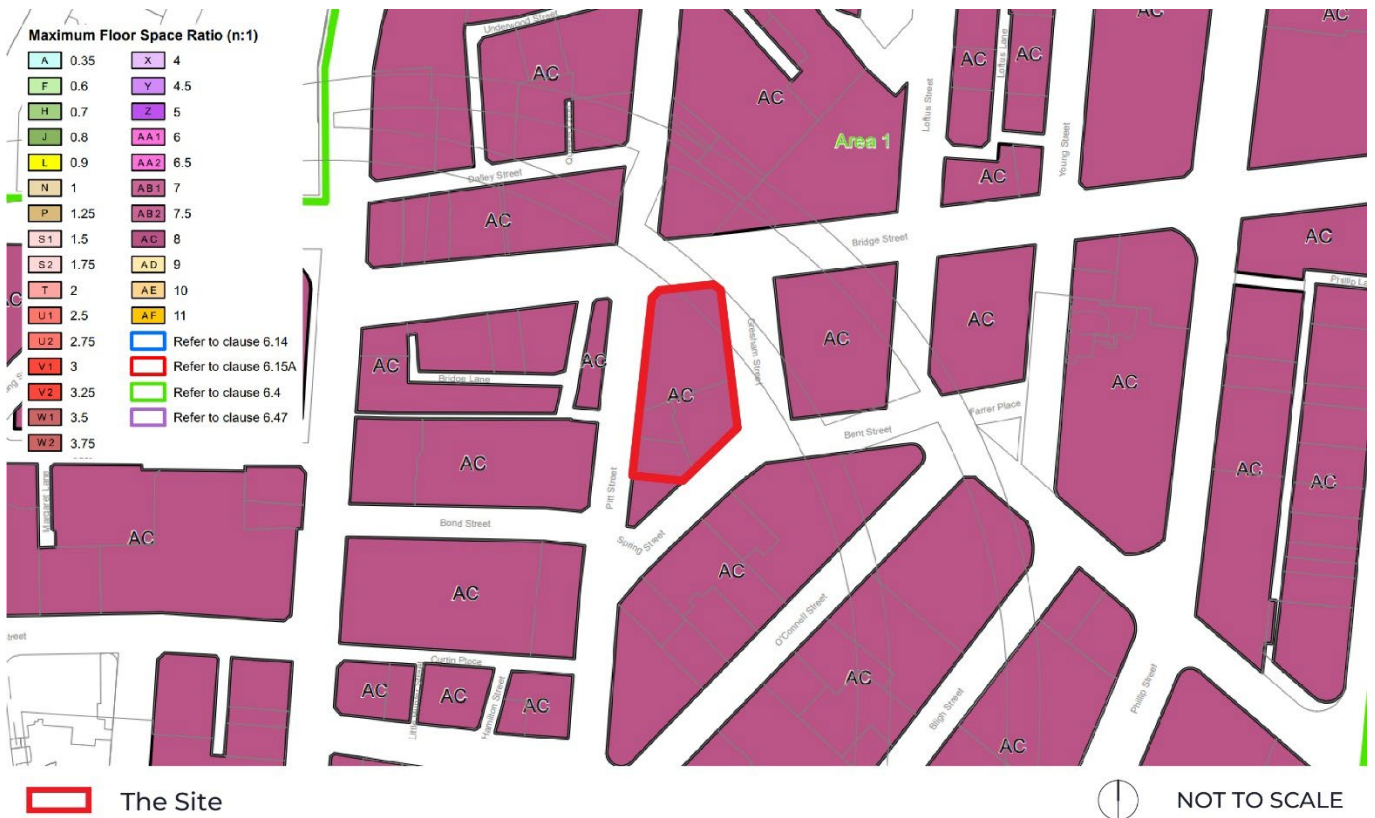 Maximum Floor Space Ratio (n:1)
A 0.35
F 0.6
H 0.7
J 0.8
L 0.9
N 1
P 1.25
S1 1.5
S2 1.75
T 2
U1 2.5
U2 2.75
V1 3
V2 3.25
W1 3.5
W2 3.75
X 4
Y 4.5
Z 5
AA1 6
AA2 6.5
AB1 7
AB2 7.5
AC 8
AD 9
AE 10
AF 11
Refer to clause 6.14
Refer to clause 6.15A
Refer to clause 6.4
Refer to clause 6.47
Underwood Street
AC
AC
AC
AC
AC
AC
Loftus Lane
Loftus Street
Area 1
Young Street
Dalley Street
AC
AC
Bridge Street
AC
Phillip
AC
AC
AC
AC
Gresham Street
AC
AC
AC
Bridge Lane
AC
Farrer Place
Bent Street
AC
AC
AC
Pitt Street
Margaret Lane
Bond Street
AC
Spring Street
AC
AC
O'Connell Street
Street
Curtin Place
AC
AC
AC
Hamilton Street
AC
Bligh Street
Phillip Street
AC
The Site
NOT TO SCALE